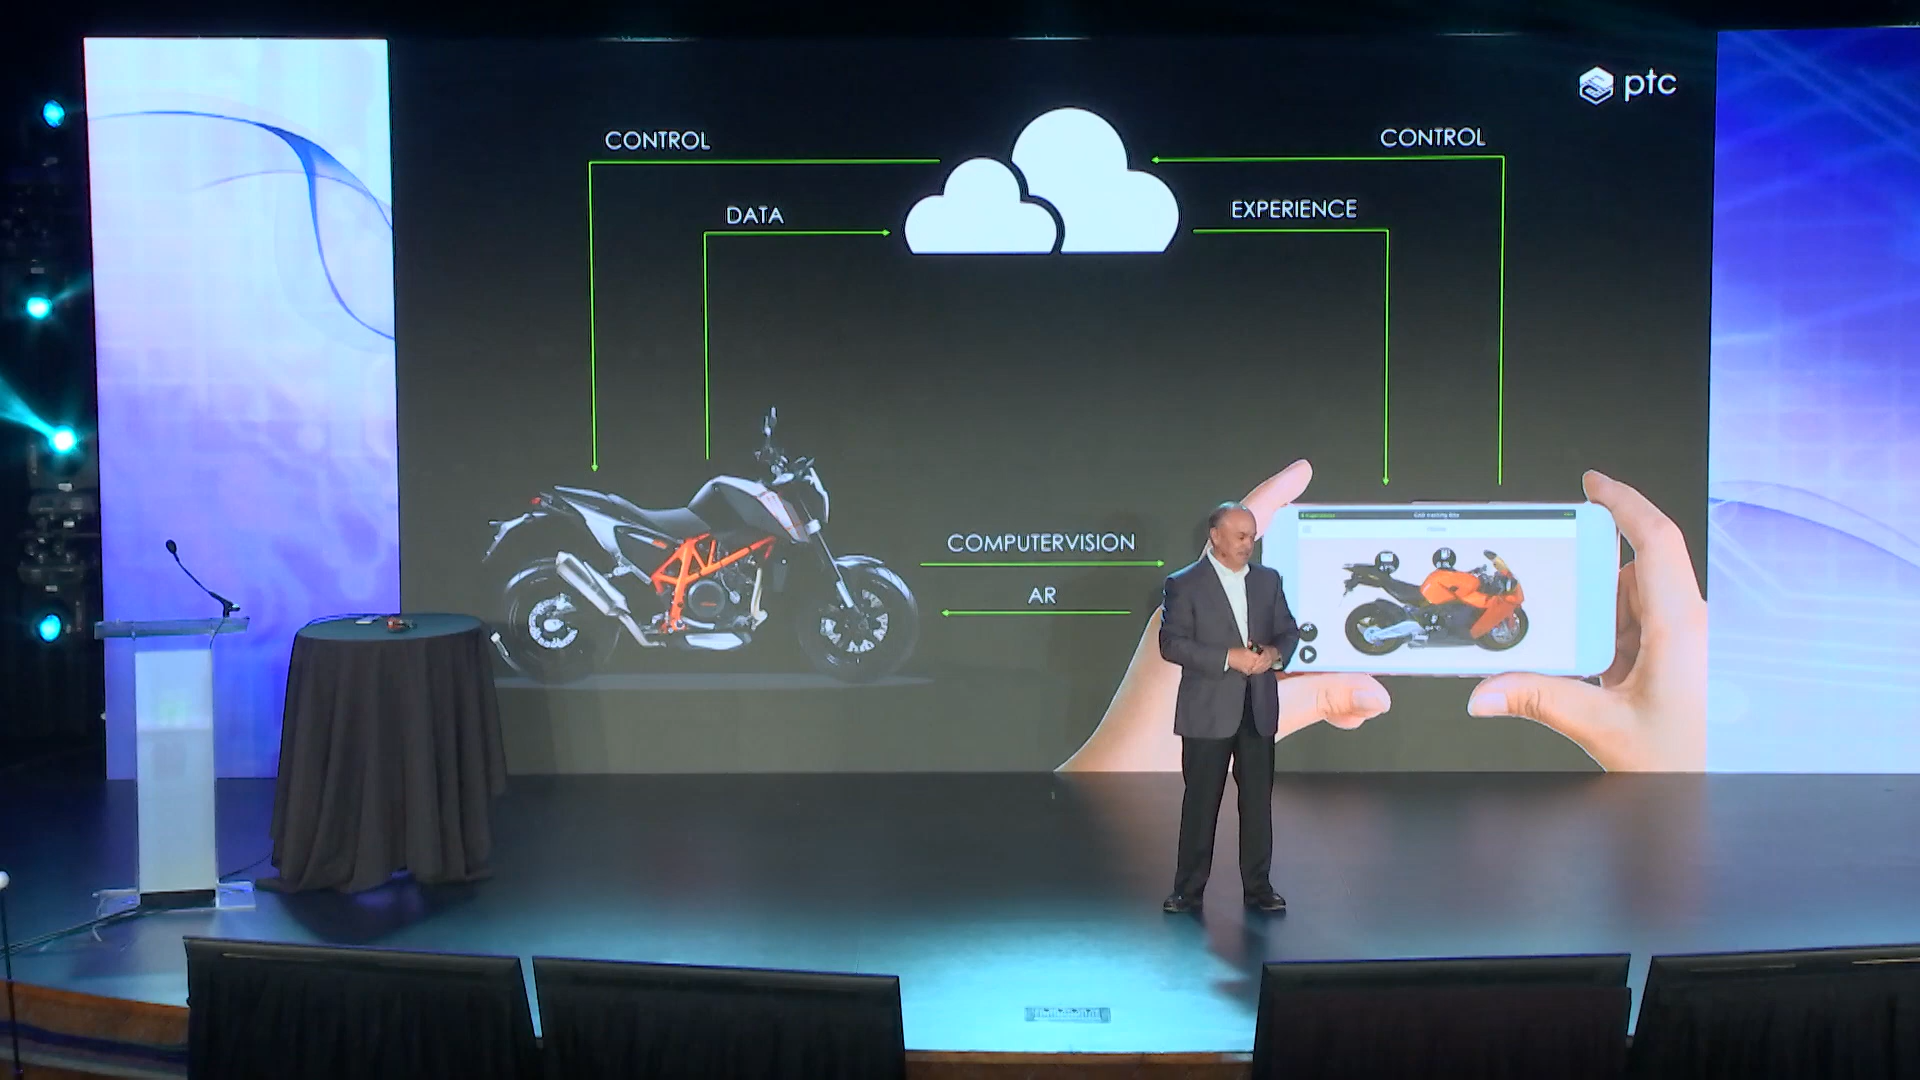 ptc
CONTROL
CONTROL
DATA
EXPERIENCE
COMPUTERVISION
AR